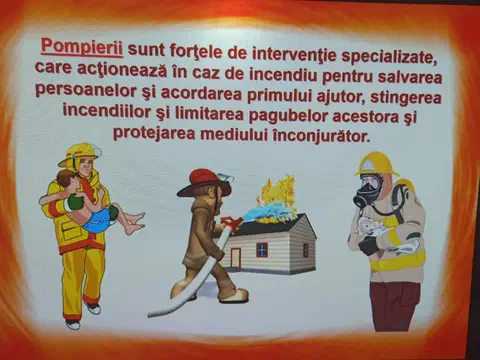 Pompierii sunt forţele de intervenţie specializate,
care acţionează în caz de incendiu pentru salvarea
persoanelor şi acordarea primului ajutor, stingerea
incendiilor şi limitarea pagubelor acestora şi
protejarea mediului înconjurător.